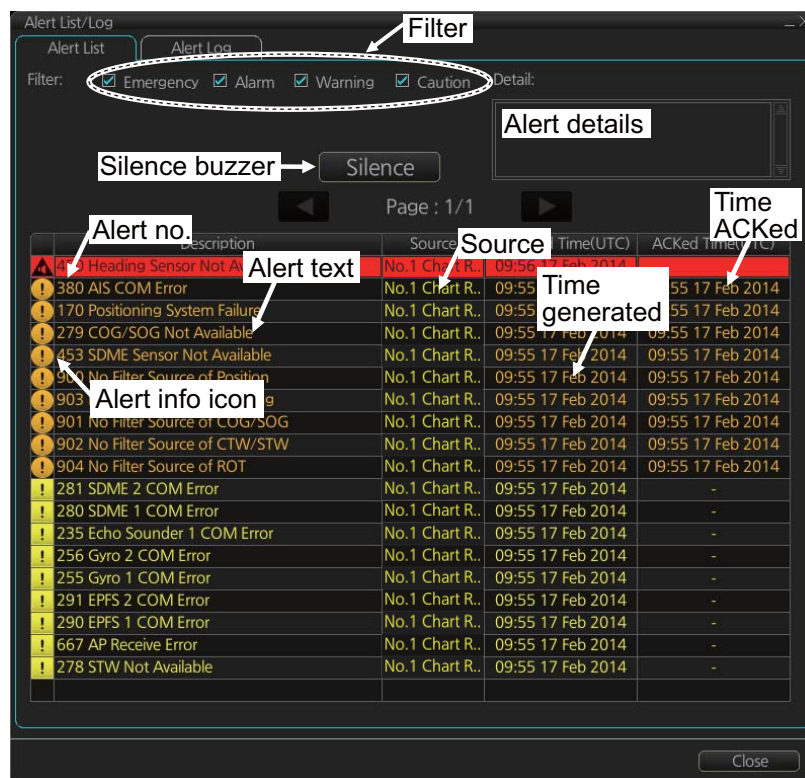 Alert List/Log
Filter
Alert List
Alert Log
Filter:
Emergency
Alarm
Warning
Caution
Detail:
Alert details
Silence buzzer
Silence
Page : 1/1
Time
ACKed
Alert no.
Description
Source
Source
Time(UTC)
ACKed
Heading Sensor Not
Alert text
No.1 Chart R..
09:56 17 Feb 2014
380 AIS COM Error
No.1 Chart R..
09:55
Time
generated
55 17 Feb 2014
170 Positioning System Failure
No.1 Chart R..
09:55
55 17 Feb 2014
279 COG/SOG Not Available
No.1 Chart R..
09:55 17 Feb 2014
55 17 Feb 2014
453 SDME Sensor Not Available
No.1 Chart R..
09:55 17 Feb 2014
09:55 17 Feb 2014
No Filter Source of Position
No.1 Chart R..
09:55 17 Feb 2014
09:55 17 Feb 2014
903
Alert info icon
No.1 Chart R..
09:55 17 Feb 2014
09:55 17 Feb 2014
901 No Filter Source of COG/SOG
No.1 Chart R..
09:55 17 Feb 2014
09:55 17 Feb 2014
902 No Filter Source of CTW/STW
No.1 Chart R..
09:55 17 Feb 2014
09:55 17 Feb 2014
904 No Filter Source of ROT
No.1 Chart R..
09:55 17 Feb 2014
09:55 17 Feb 2014
281 SDME 2 COM Error
No.1 Chart R..
09:55 17 Feb 2014
-
280 SDME 1 COM Error
No.1 Chart R..
09:55 17 Feb 2014
-
235 Echo Sounder 1 COM Error
No.1 Chart R..
09:55 17 Feb 2014
-
256 Gyro 2 COM Error
No.1 Chart R..
09:55 17 Feb 2014
-
255 Gyro 1 COM Error
No.1 Chart R..
09:55 17 Feb 2014
-
291 EPFS 2 COM Error
No.1 Chart R..
09:55 17 Feb 2014
-
290 EPFS 1 COM Error
No.1 Chart R..
09:55 17 Feb 2014
-
667 AP Receive Error
No.1 Chart R..
09:55 17 Feb 2014
-
278 STW Not Available
No.1 Chart R..
09:55 17 Feb 2014
-
Close